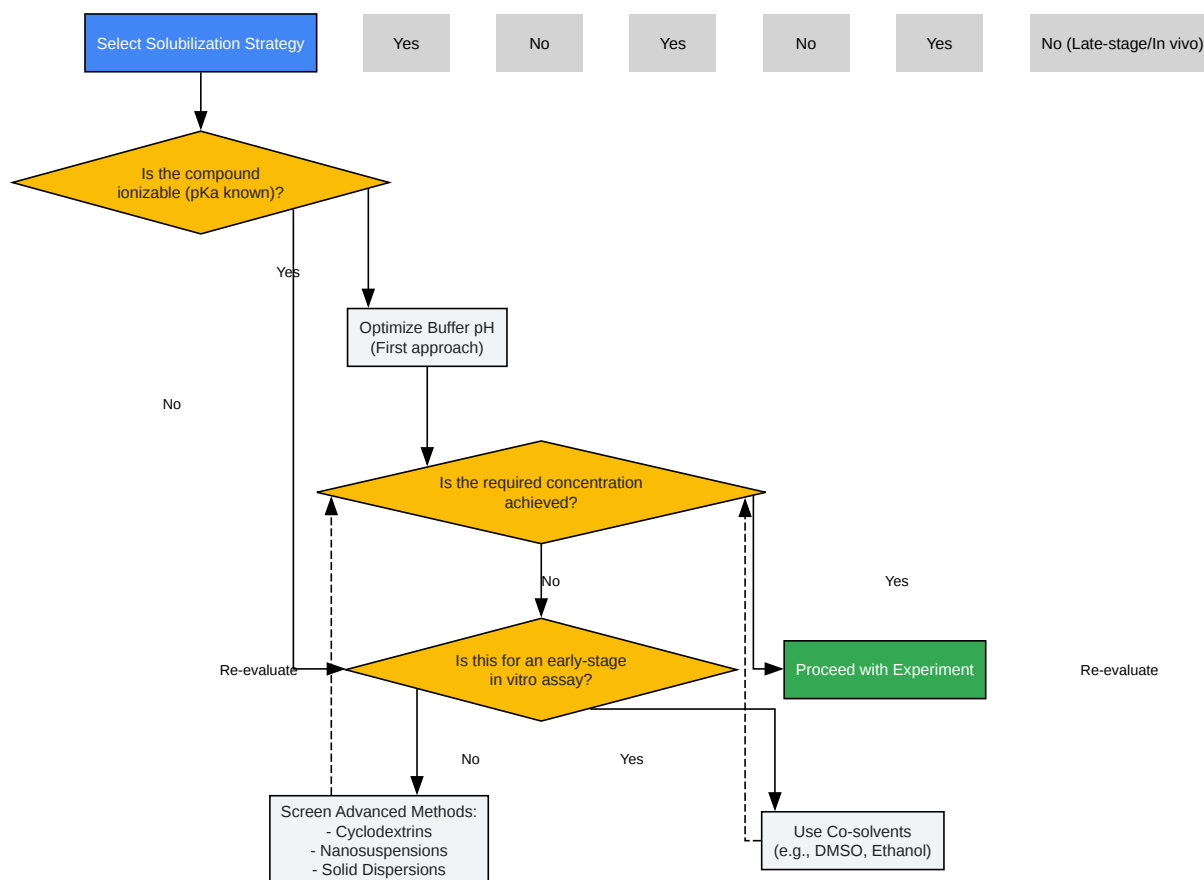 Select Solubilization Strategy
Yes
No
Yes
No
Yes
No (Late-stage/In vivo)
Is the compound
ionizable (pKa known)?
Yes
Optimize Buffer pH
(First approach)
No
Is the required concentration
achieved?
No
Yes
Re-evaluate
Is this for an early-stage
in vitro assay?
Proceed with Experiment
Re-evaluate
No
Yes
Screen Advanced Methods:
- Cyclodextrins
- Nanosuspensions
- Solid Dispersions
Use Co-solvents
(e.g., DMSO, Ethanol)